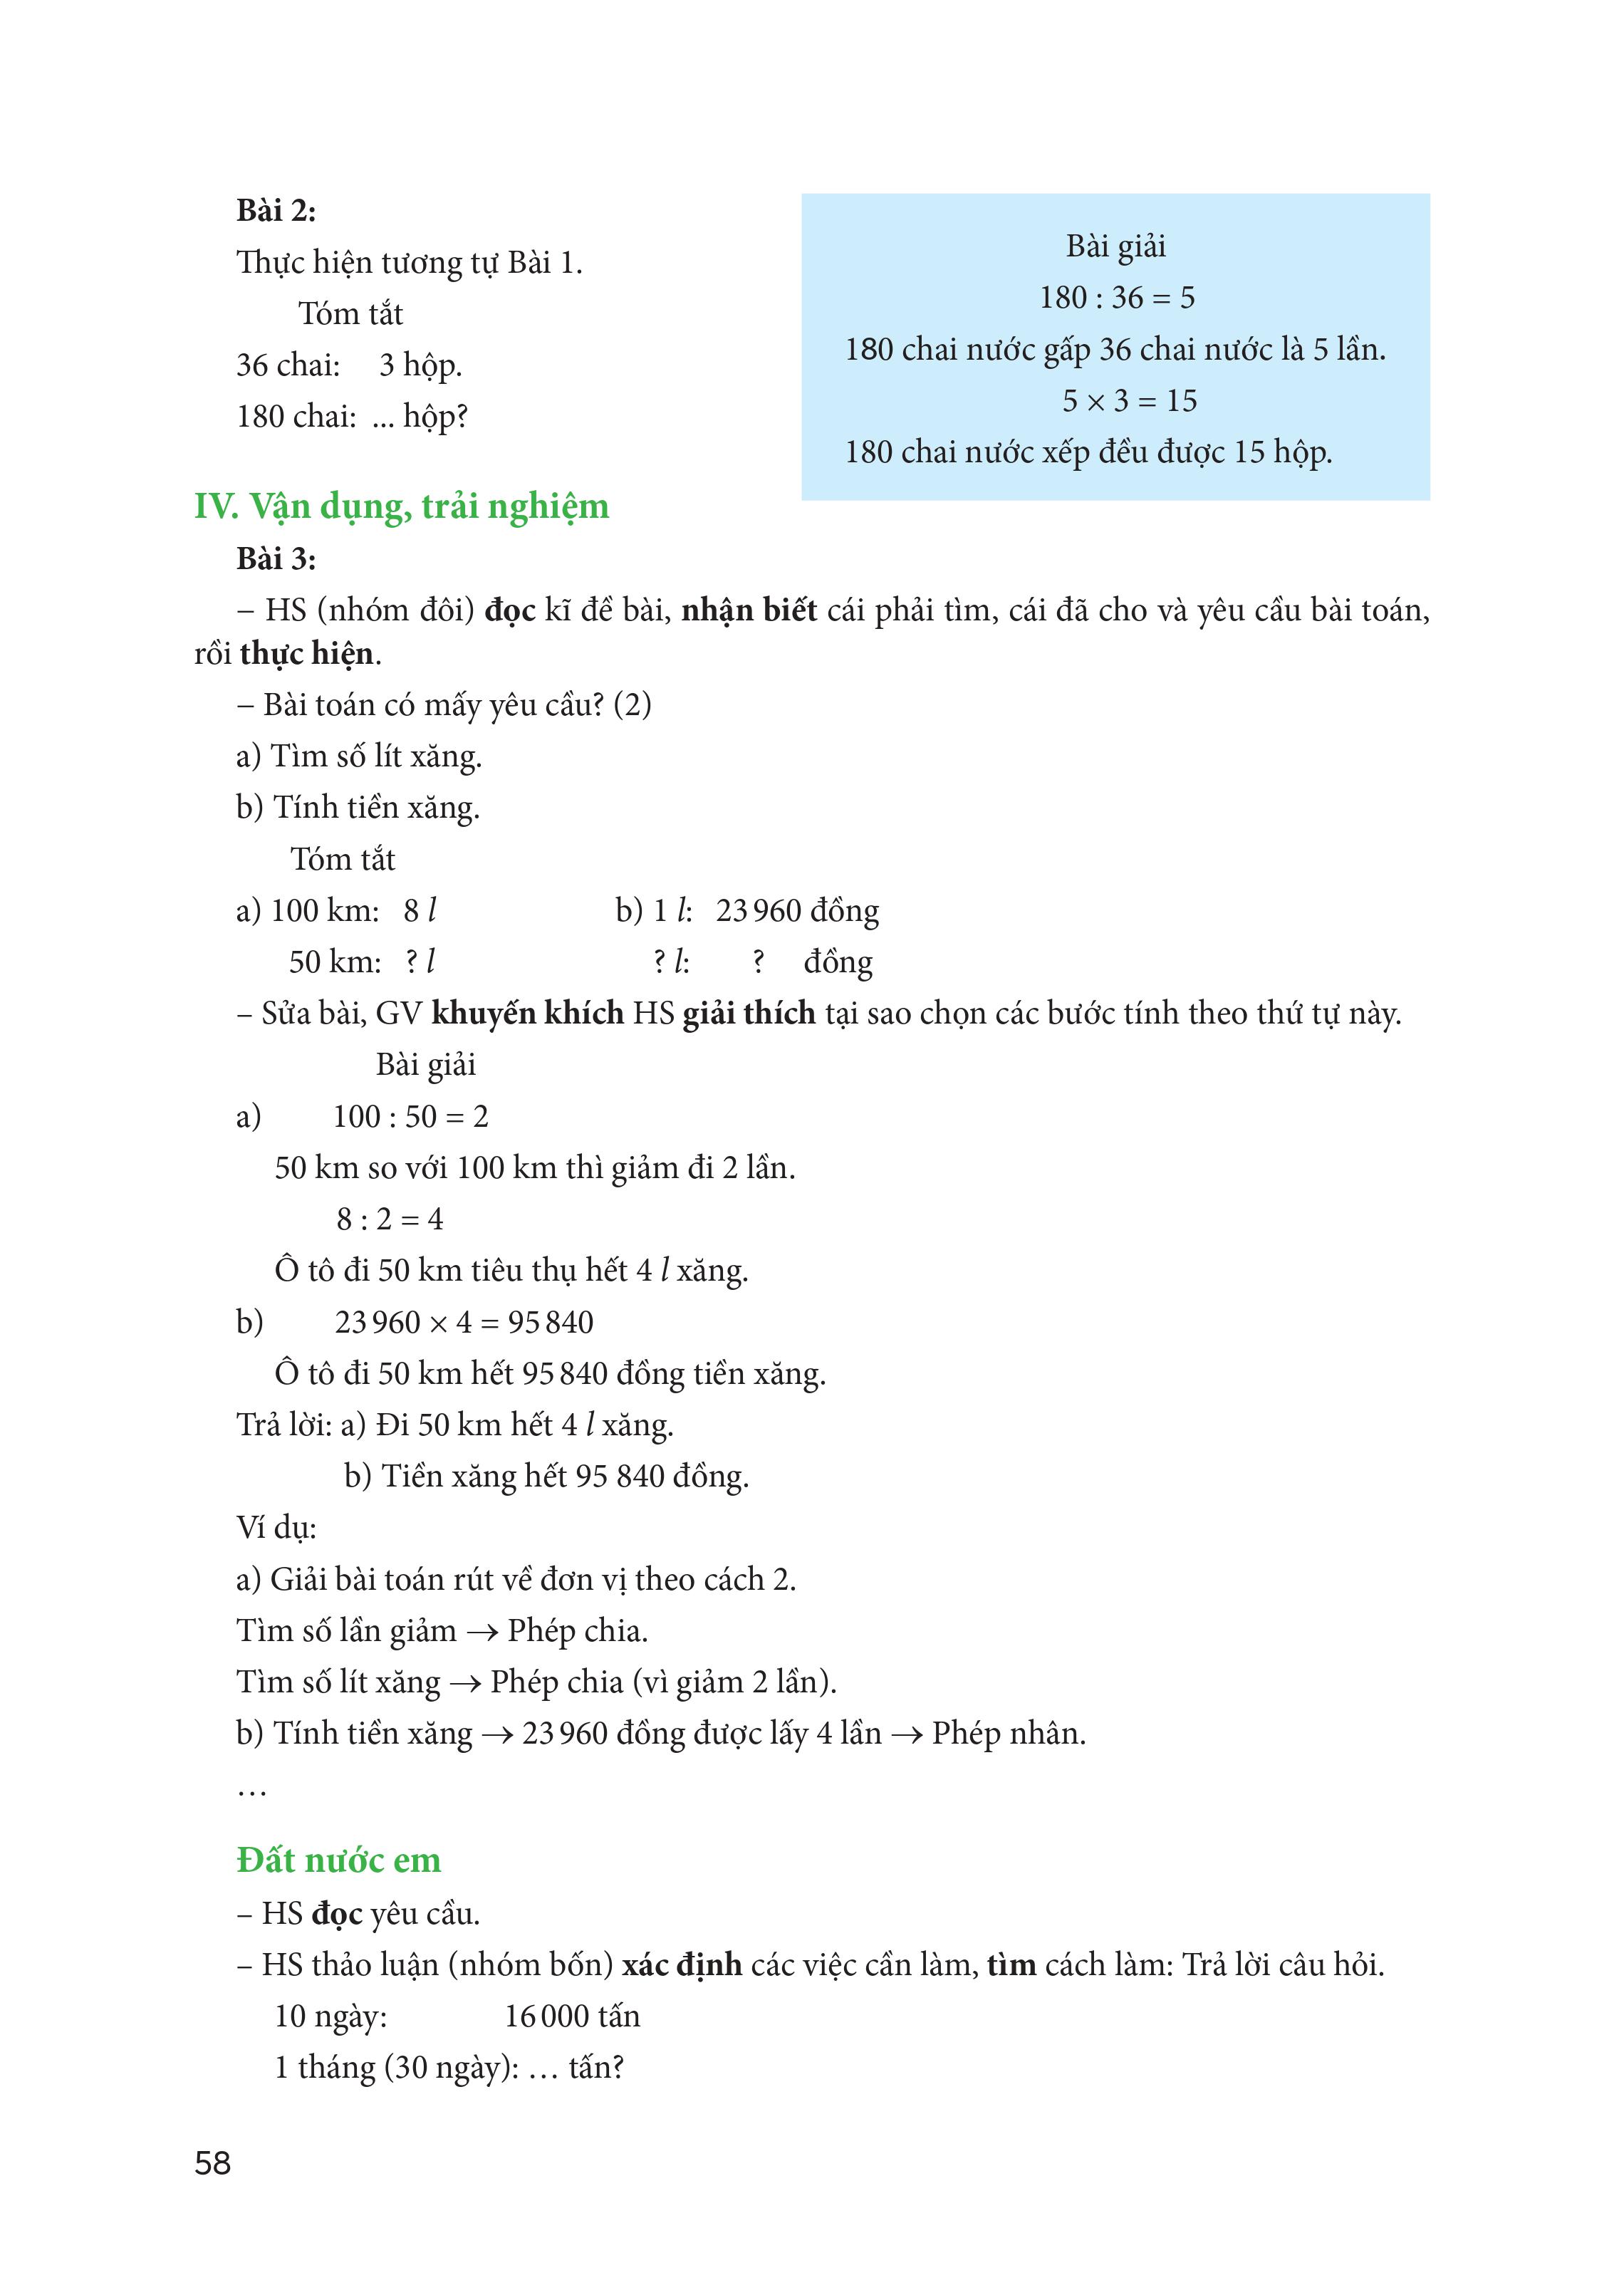 Bài 2:
Thực hiện tương tự Bài 1.
Tóm tắt
36 chai: 3 hộp.
180 chai: ... hộp?
Bài giải
180 : 36 = 5
180 chai nước gấp 36 chai nước là 5 lần.
5 × 3 = 15
180 chai nước xếp đều được 15 hộp.
IV. Vận dụng, trải nghiệm
Bài 3:
– HS (nhóm đôi) đọc kĩ đề bài, nhận biết cái phải tìm, cái đã cho và yêu cầu bài toán,
rồi thực hiện.
– Bài toán có mấy yêu cầu? (2)
a) Tìm số lít xăng.
b) Tính tiền xăng.
Tóm tắt
a) 100 km: 8 l b) 1 l: 23 960 đồng
50 km: ? l ? l: ? đồng
– Sửa bài, GV khuyến khích HS giải thích tại sao chọn các bước tính theo thứ tự này.
Bài giải
a) 100 : 50 = 2
50 km so với 100 km thì giảm đi 2 lần.
8 : 2 = 4
Ô tô đi 50 km tiêu thụ hết 4 l xăng.
b) 23 960 × 4 = 95 840
Ô tô đi 50 km hết 95 840 đồng tiền xăng.
Trả lời: a) Đi 50 km hết 4 l xăng.
b) Tiền xăng hết 95 840 đồng.
Ví dụ:
a) Giải bài toán rút về đơn vị theo cách 2.
Tìm số lần giảm → Phép chia.
Tìm số lít xăng → Phép chia (vì giảm 2 lần).
b) Tính tiền xăng → 23 960 đồng được lấy 4 lần → Phép nhân.
…
Đất nước em
– HS đọc yêu cầu.
– HS thảo luận (nhóm bốn) xác định các việc cần làm, tìm cách làm: Trả lời câu hỏi.
10 ngày: 16 000 tấn
1 tháng (30 ngày): … tấn?
58